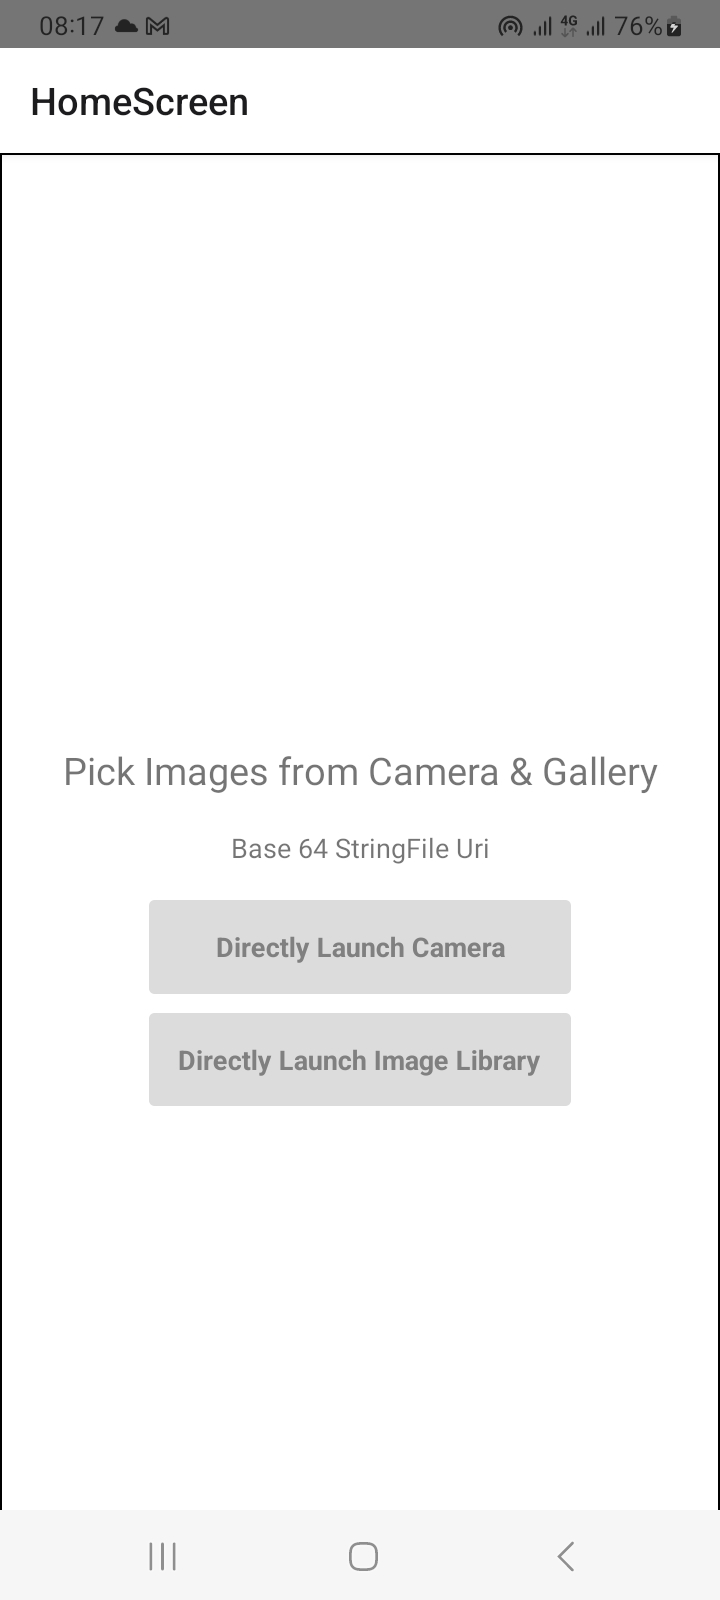 08:17 4G 76%
HomeScreen
Pick Images from Camera & Gallery
Base 64 StringFile Uri
Directly Launch Camera
Directly Launch Image Library